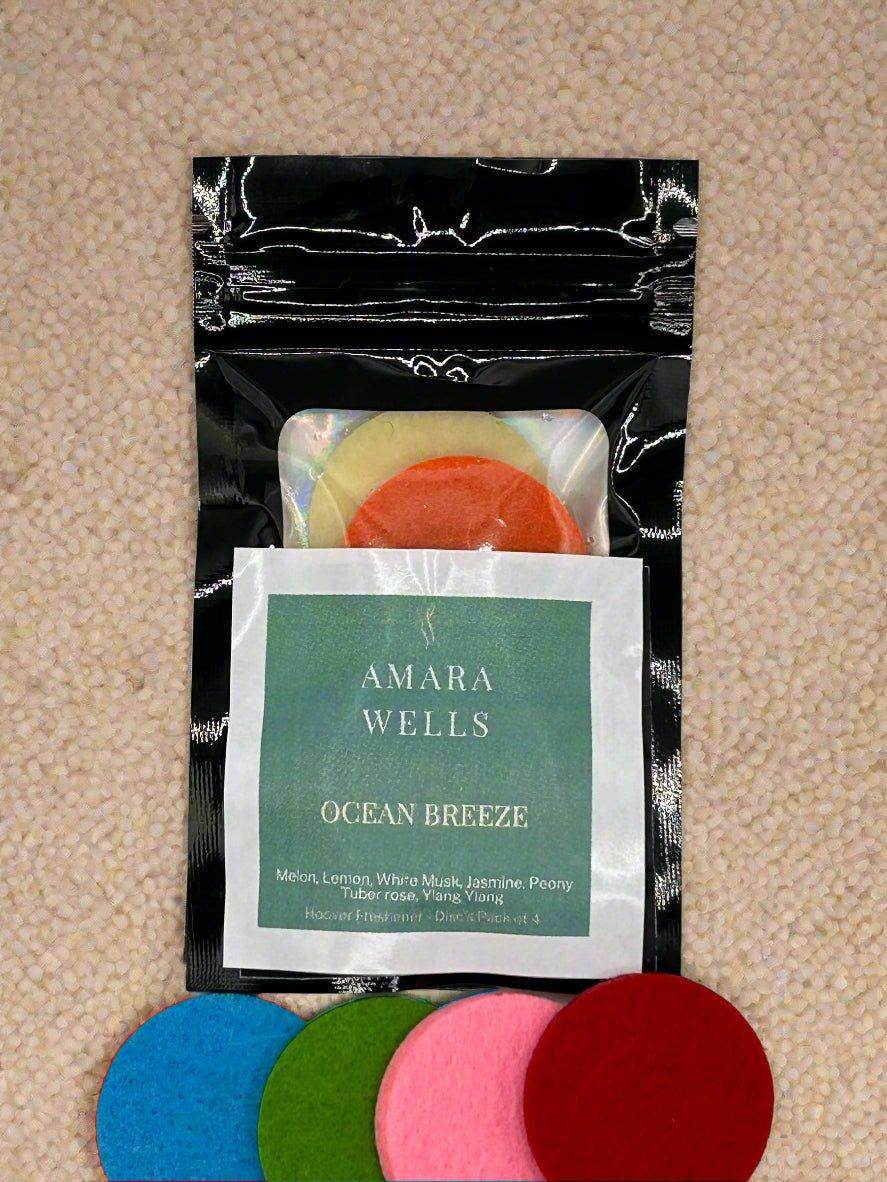 AMARA
WELLS
OCEAN BREEZE
Melon, Lemon, White Musk, Jasmine, Peony
Tuber rose, Ylang Ylang
Hoover Freshener - Disc's Pack of 4